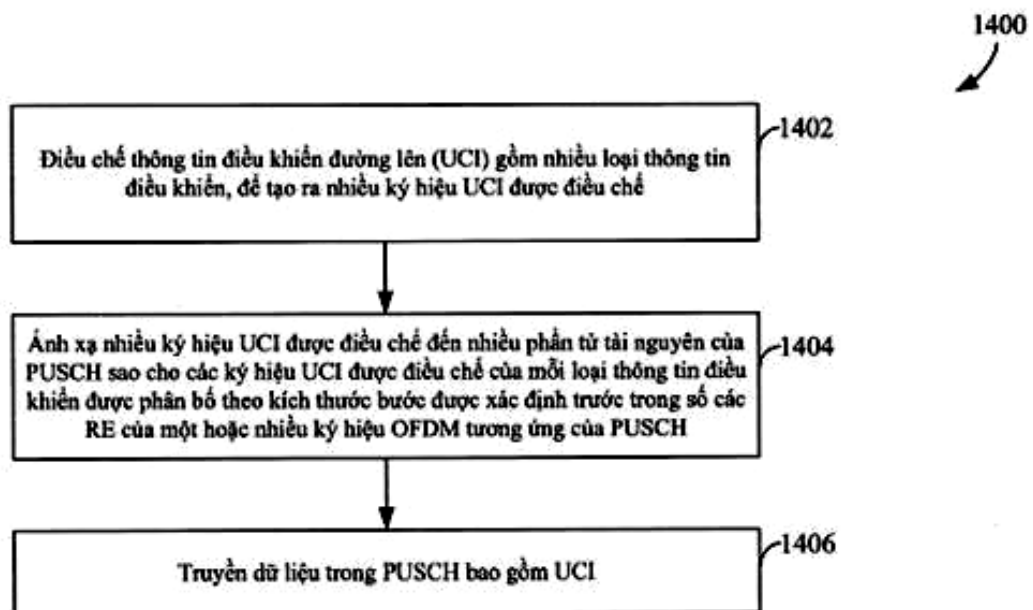 1400
1402
Điều chế thông tin điều khiển đường lên (UCI) gồm nhiều loại thông tin
điều khiển, để tạo ra nhiều ký hiệu UCI được điều chế
1404
Ánh xạ nhiều ký hiệu UCI được điều chế đến nhiều phần tử tài nguyên của
PUSCH sao cho các ký hiệu UCI được điều chế của mỗi loại thông tin điều
khiển được phân bố theo kích thước bước được xác định trước trong số các
RE của một hoặc nhiều ký hiệu OFDM tương ứng của PUSCH
1406
Truyền dữ liệu trong PUSCH bao gồm UCI